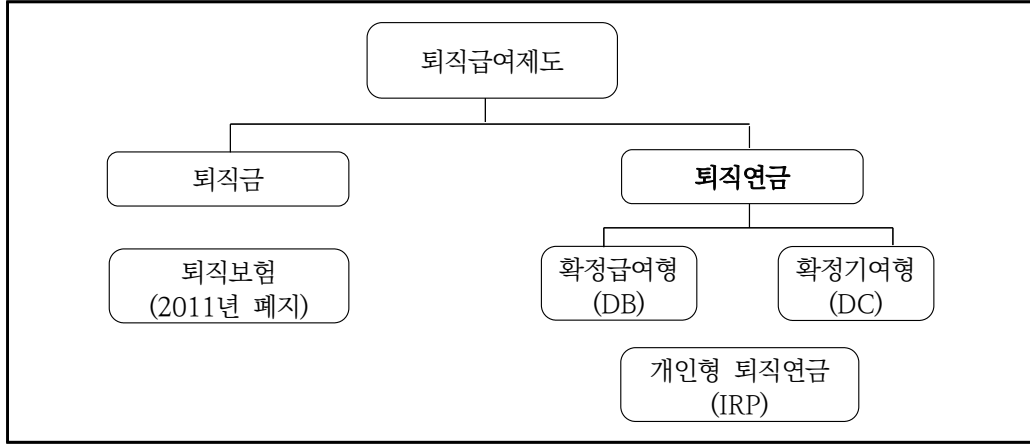 퇴직급여제도
퇴직금
퇴직연금
퇴직보험
(2011년 폐지)
확정급여형
(DB)
확정기여형
(DC)
개인형 퇴직연금
(IRP)